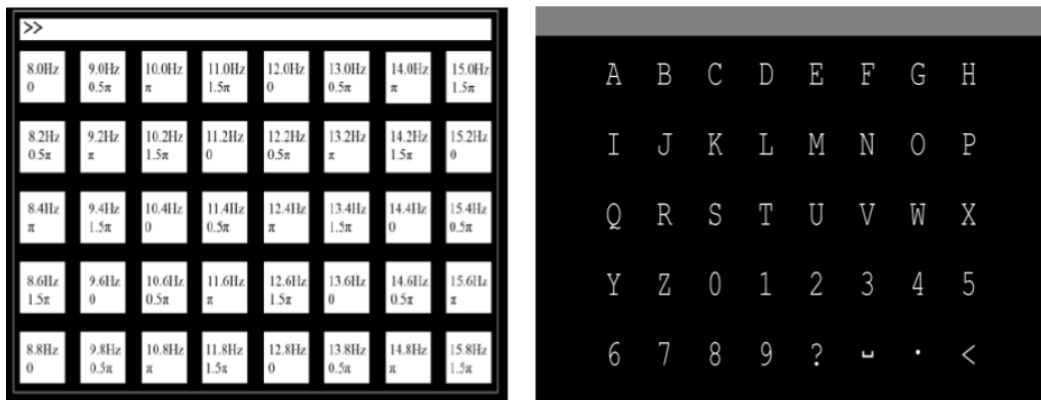 >>
8.0Hz 9.0Hz 10.0Hz 11.0Hz 12.0Hz 13.0Hz 14.0Hz 15.0Hz
0 0.5π π 1.5π 0 0.5π π 1.5π
8.2Hz 9.2Hz 10.2Hz 11.2Hz 12.2Hz 13.2Hz 14.2Hz 15.2Hz
0.5π π 1.5π 0 0.5π π 1.5π 0
8.4Hz 9.4Hz 10.4Hz 11.4Hz 12.4Hz 13.4Hz 14.4Hz 15.4Hz
π 1.5π 0 0.5π π 1.5π 0 0.5π
8.6Hz 9.6Hz 10.6Hz 11.6Hz 12.6Hz 13.6Hz 14.6Hz 15.6Hz
1.5π 0 0.5π π 1.5π 0 0.5π π
8.8Hz 9.8Hz 10.8Hz 11.8Hz 12.8Hz 13.8Hz 14.8Hz 15.8Hz
0 0.5π π 1.5π 0 0.5π π 1.5π
A B C D E F G H
I J K L M N O P
Q R S T U V W X
Y Z 0 1 2 3 4 5
6 7 8 9 ? ␣ · <